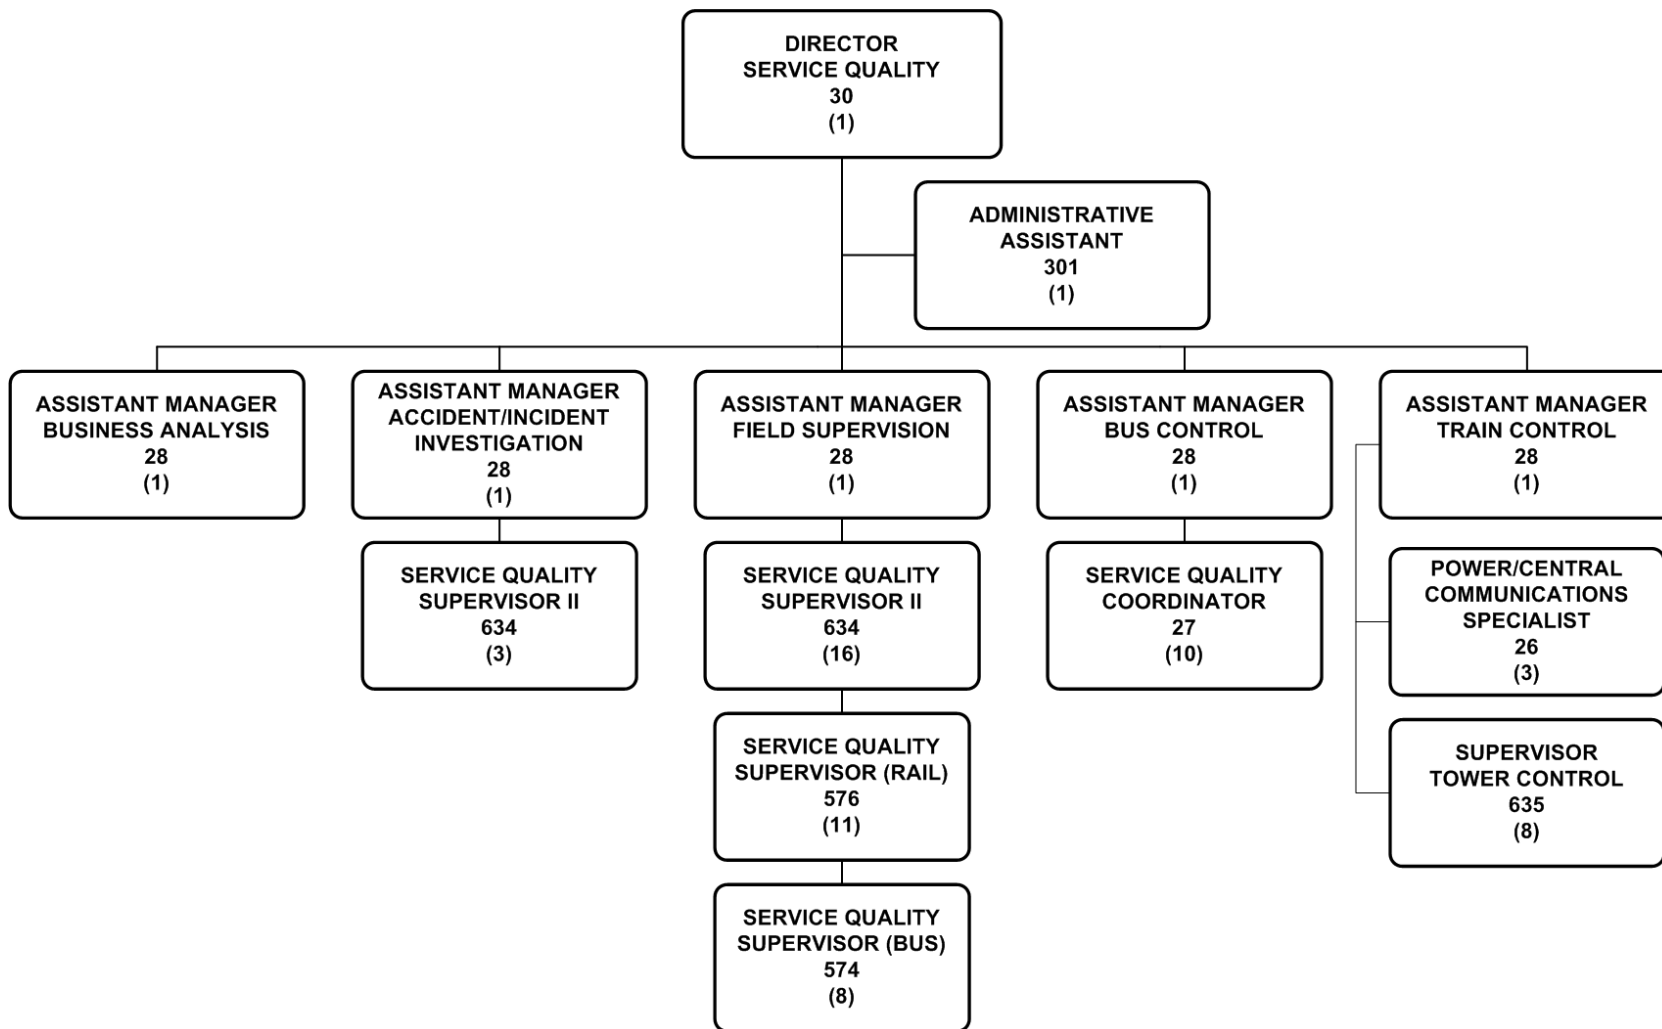 DIRECTOR
SERVICE QUALITY
30
(1)
ADMINISTRATIVE
ASSISTANT
301
(1)
ASSISTANT MANAGER
BUSINESS ANALYSIS
28
(1)
ASSISTANT MANAGER
ACCIDENT/INCIDENT
INVESTIGATION
28
(1)
ASSISTANT MANAGER
FIELD SUPERVISION
28
(1)
ASSISTANT MANAGER
BUS CONTROL
28
(1)
ASSISTANT MANAGER
TRAIN CONTROL
28
(1)
SERVICE QUALITY
SUPERVISOR II
634
(3)
SERVICE QUALITY
SUPERVISOR II
634
(16)
SERVICE QUALITY
COORDINATOR
27
(10)
POWER/CENTRAL
COMMUNICATIONS
SPECIALIST
26
(3)
SERVICE QUALITY
SUPERVISOR (RAIL)
576
(11)
SUPERVISOR
TOWER CONTROL
635
(8)
SERVICE QUALITY
SUPERVISOR (BUS)
574
(8)